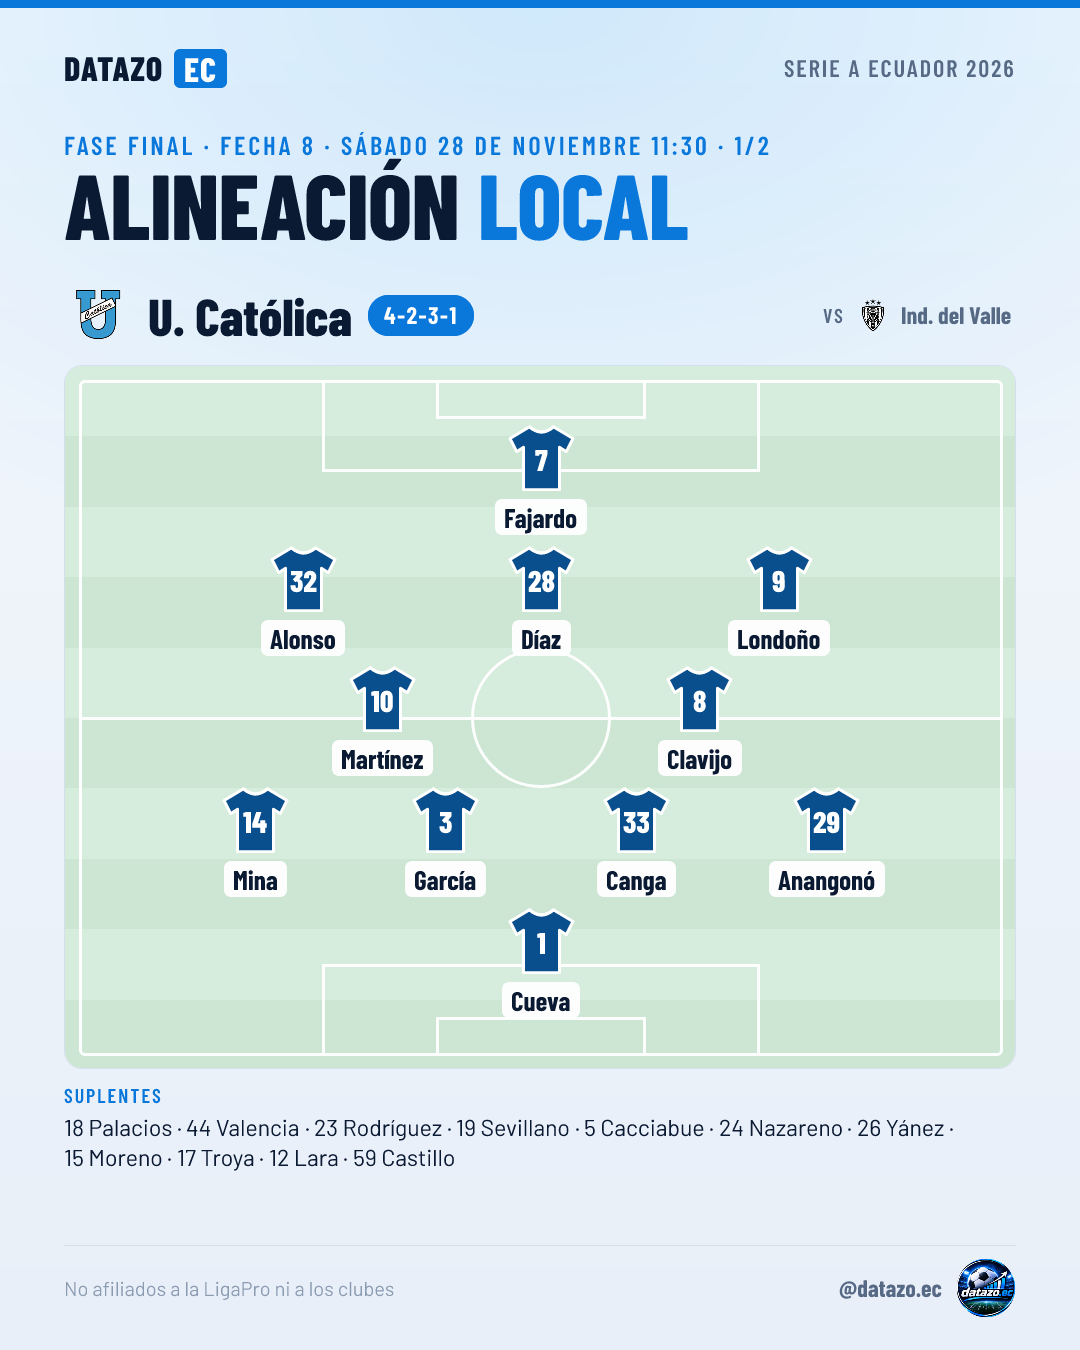 DATAZO EC
SERIE A ECUADOR 2026
FASE FINAL · FECHA 8 · SÁBADO 28 DE NOVIEMBRE 11:30 · 1/2
ALINEACIÓN LOCAL
Católica
U. Católica 4-2-3-1
VS Ind. del Valle
7
Fajardo
32 28 9
Alonso Díaz Londoño
10 8
Martínez Clavijo
14 3 33 29
Mina García Canga Anangonó
1
Cueva
SUPLENTES
18 Palacios · 44 Valencia · 23 Rodríguez · 19 Sevillano · 5 Cacciabue · 24 Nazareno · 26 Yánez ·
15 Moreno · 17 Troya · 12 Lara · 59 Castillo
No afiliados a la LigaPro ni a los clubes
@datazo.ec
datazo.ec